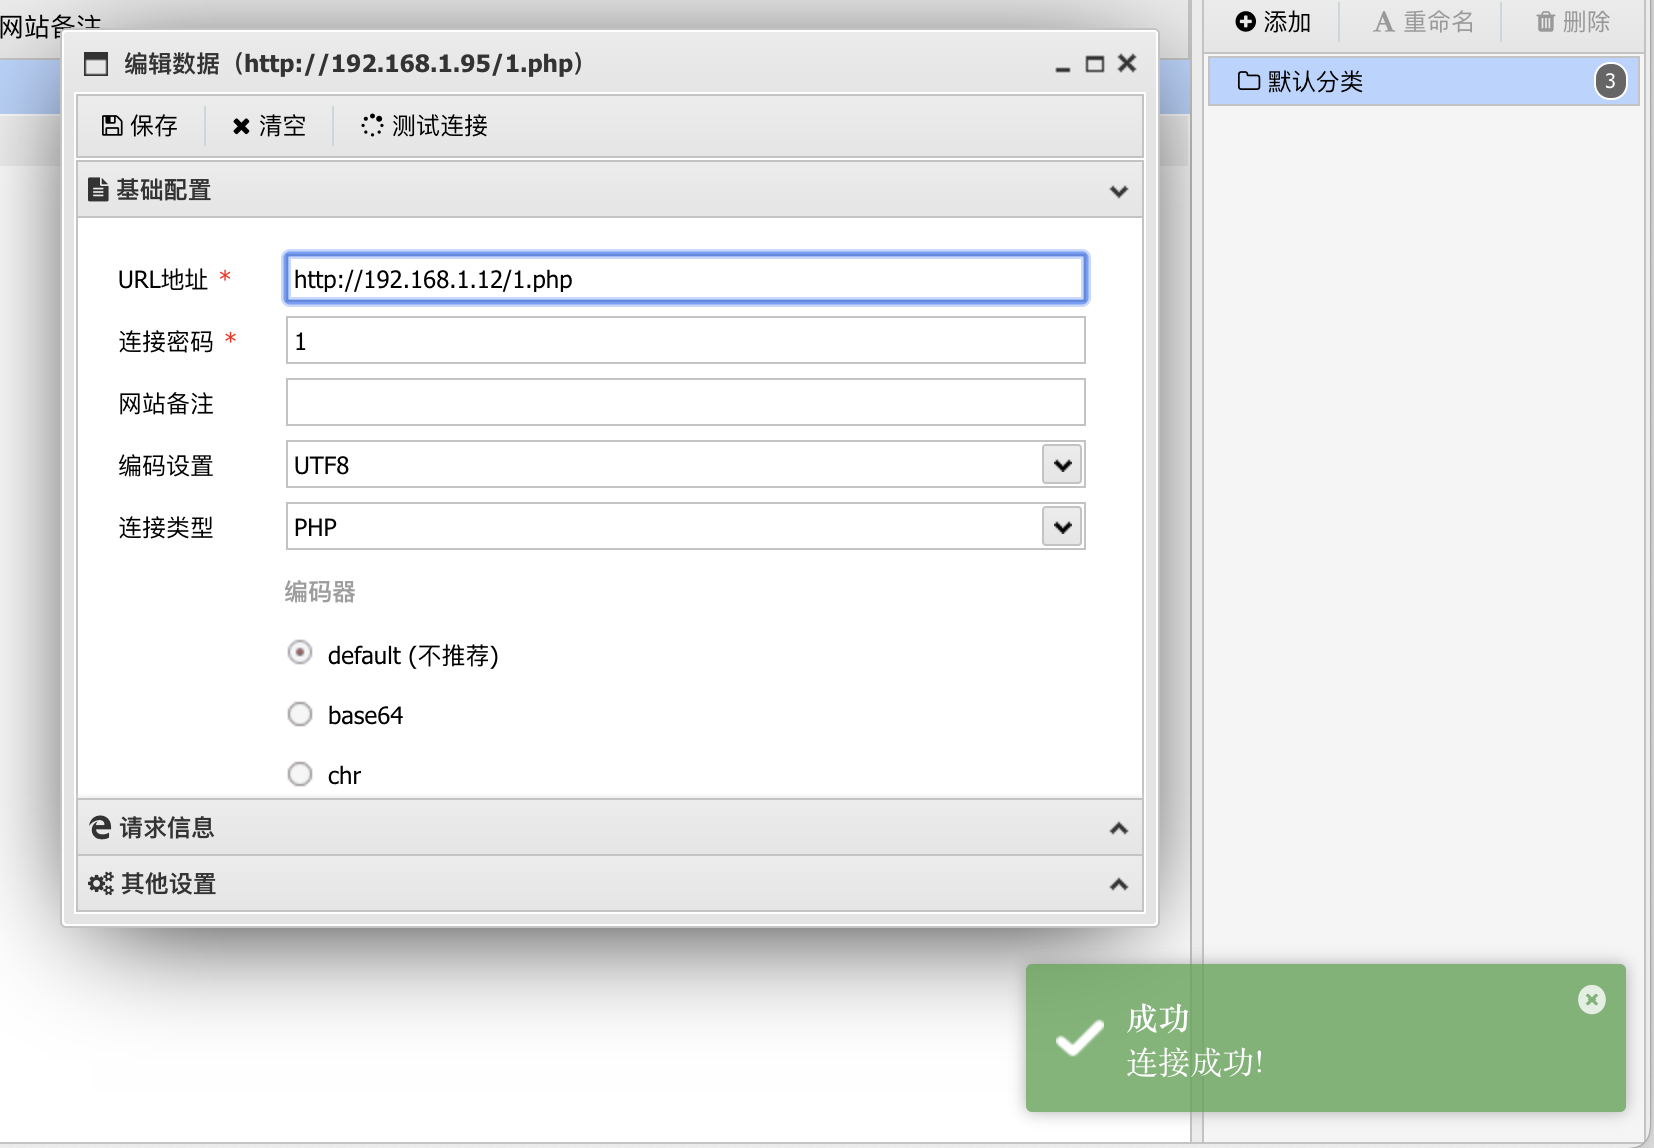 网站备注
添加 重命名 删除
编辑数据（http://192.168.1.95/1.php）
默认分类 3
保存 清空 测试连接
基础配置
URL地址 * http://192.168.1.12/1.php
连接密码 * 1
网站备注
编码设置 UTF8
连接类型 PHP
编码器
default (不推荐)
base64
chr
请求信息
其他设置
成功
连接成功!